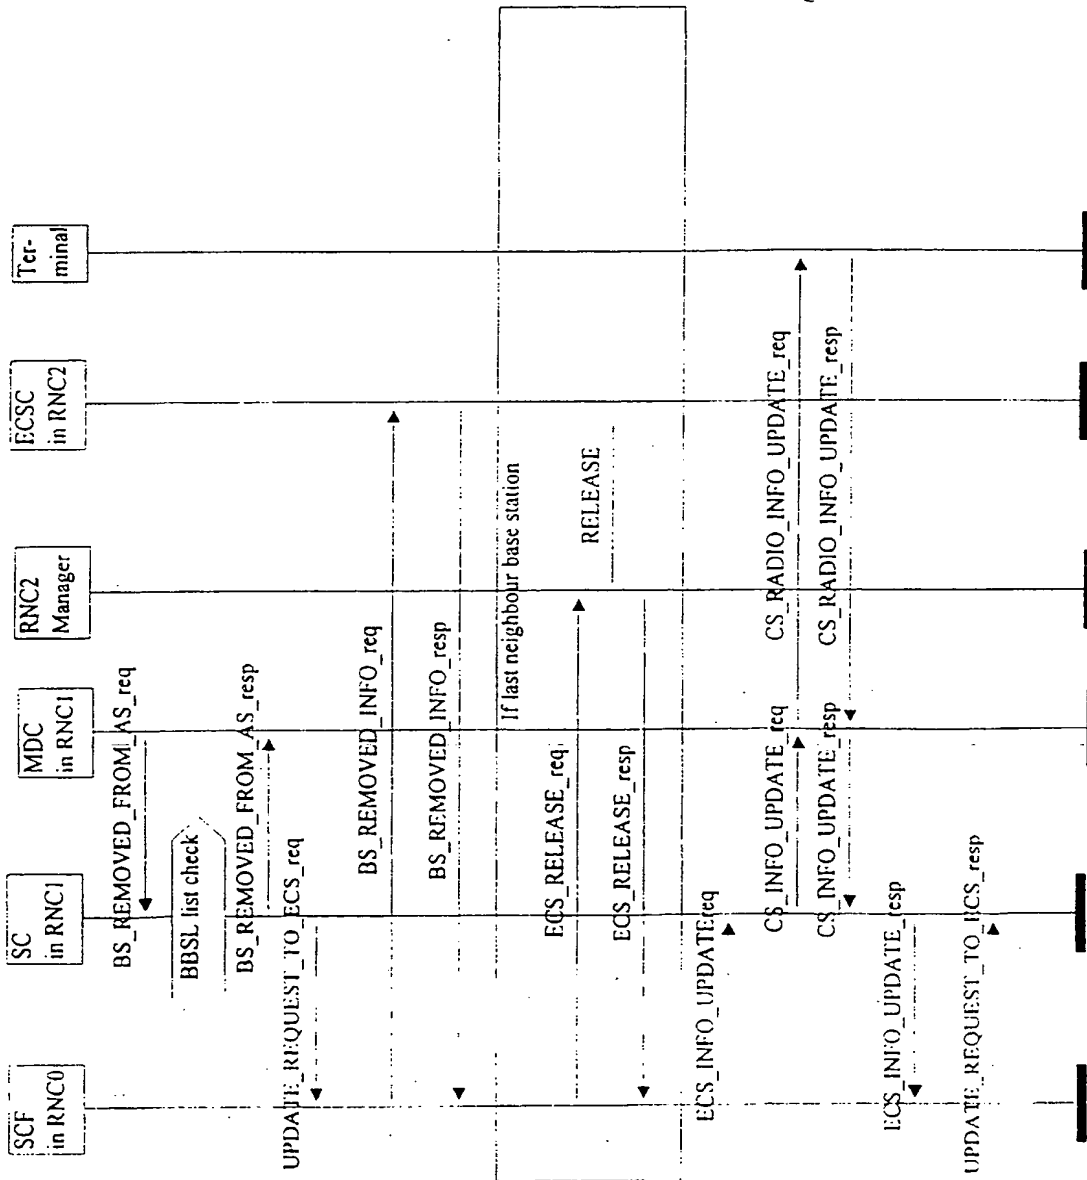 SCF
in RNC0
SC
in RNC1
MDC
in RNC1
RNC2
Manager
ECSC
in RNC2
Ter-
minal
BS_REMOVED_FROM_AS_req
BBSL list check
BS_REMOVED_FROM_AS_resp
UPDATE_REQUEST_TO_ECS_req
BS_REMOVED_INFO_req
BS_REMOVED_INFO_resp
If last neighbour base station
ECS_RELEASE_req
RELEASE
ECS_RELEASE_resp
ECS_INFO_UPDATEreq
CS_INFO_UPDATE_req
CS_RADIO_INFO_UPDATE_req
CS_INFO_UPDATE_resp
CS_RADIO_INFO_UPDATE_resp
ECS_INFO_UPDATE_resp
UPDATE_REQUEST_TO_ECS_resp